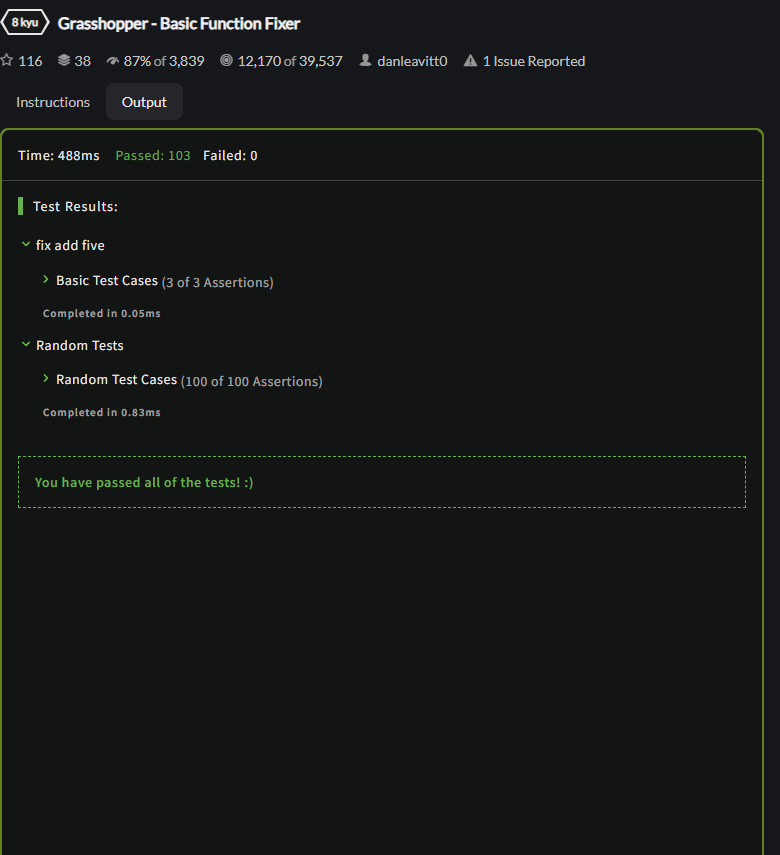 8 kyu Grasshopper - Basic Function Fixer
116 38 87% of 3,839 12,170 of 39,537 danleavitt0 1 Issue Reported
Instructions Output
Time: 488ms Passed: 103 Failed: 0
Test Results:
fix add five
Basic Test Cases (3 of 3 Assertions)
Completed in 0.05ms
Random Tests
Random Test Cases (100 of 100 Assertions)
Completed in 0.83ms
You have passed all of the tests! :)